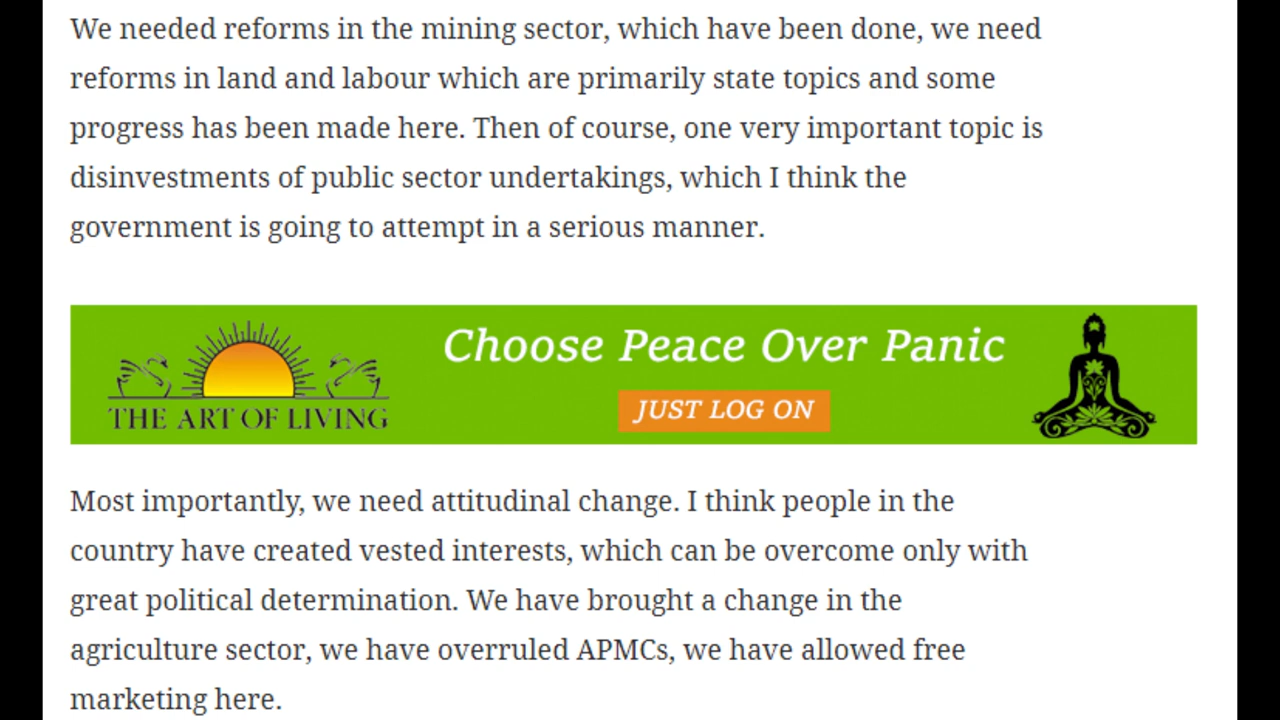 We needed reforms in the mining sector, which have been done, we need
reforms in land and labour which are primarily state topics and some
progress has been made here. Then of course, one very important topic is
disinvestments of public sector undertakings, which I think the
government is going to attempt in a serious manner.
Choose Peace Over Panic
THE ART OF LIVING
JUST LOG ON
Most importantly, we need attitudinal change. I think people in the
country have created vested interests, which can be overcome only with
great political determination. We have brought a change in the
agriculture sector, we have overruled APMCs, we have allowed free
marketing here.